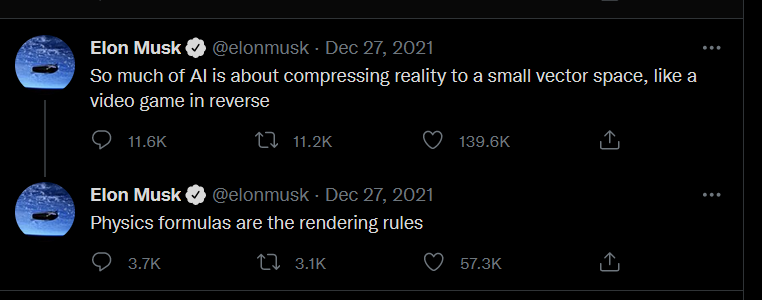 Elon Musk @elonmusk · Dec 27, 2021
So much of AI is about compressing reality to a small vector space, like a
video game in reverse
11.6K 11.2K 139.6K
Elon Musk @elonmusk · Dec 27, 2021
Physics formulas are the rendering rules
3.7K 3.1K 57.3K